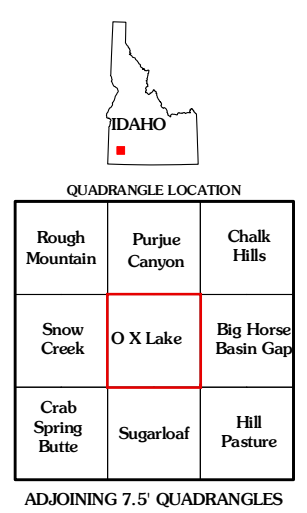 IDAHO
QUADRANGLE LOCATION
Rough
Mountain
Purjue
Canyon
Chalk
Hills
Snow
Creek
O X Lake
Big Horse
Basin Gap
Crab
Spring
Butte
Sugarloaf
Hill
Pasture
ADJOINING 7.5' QUADRANGLES